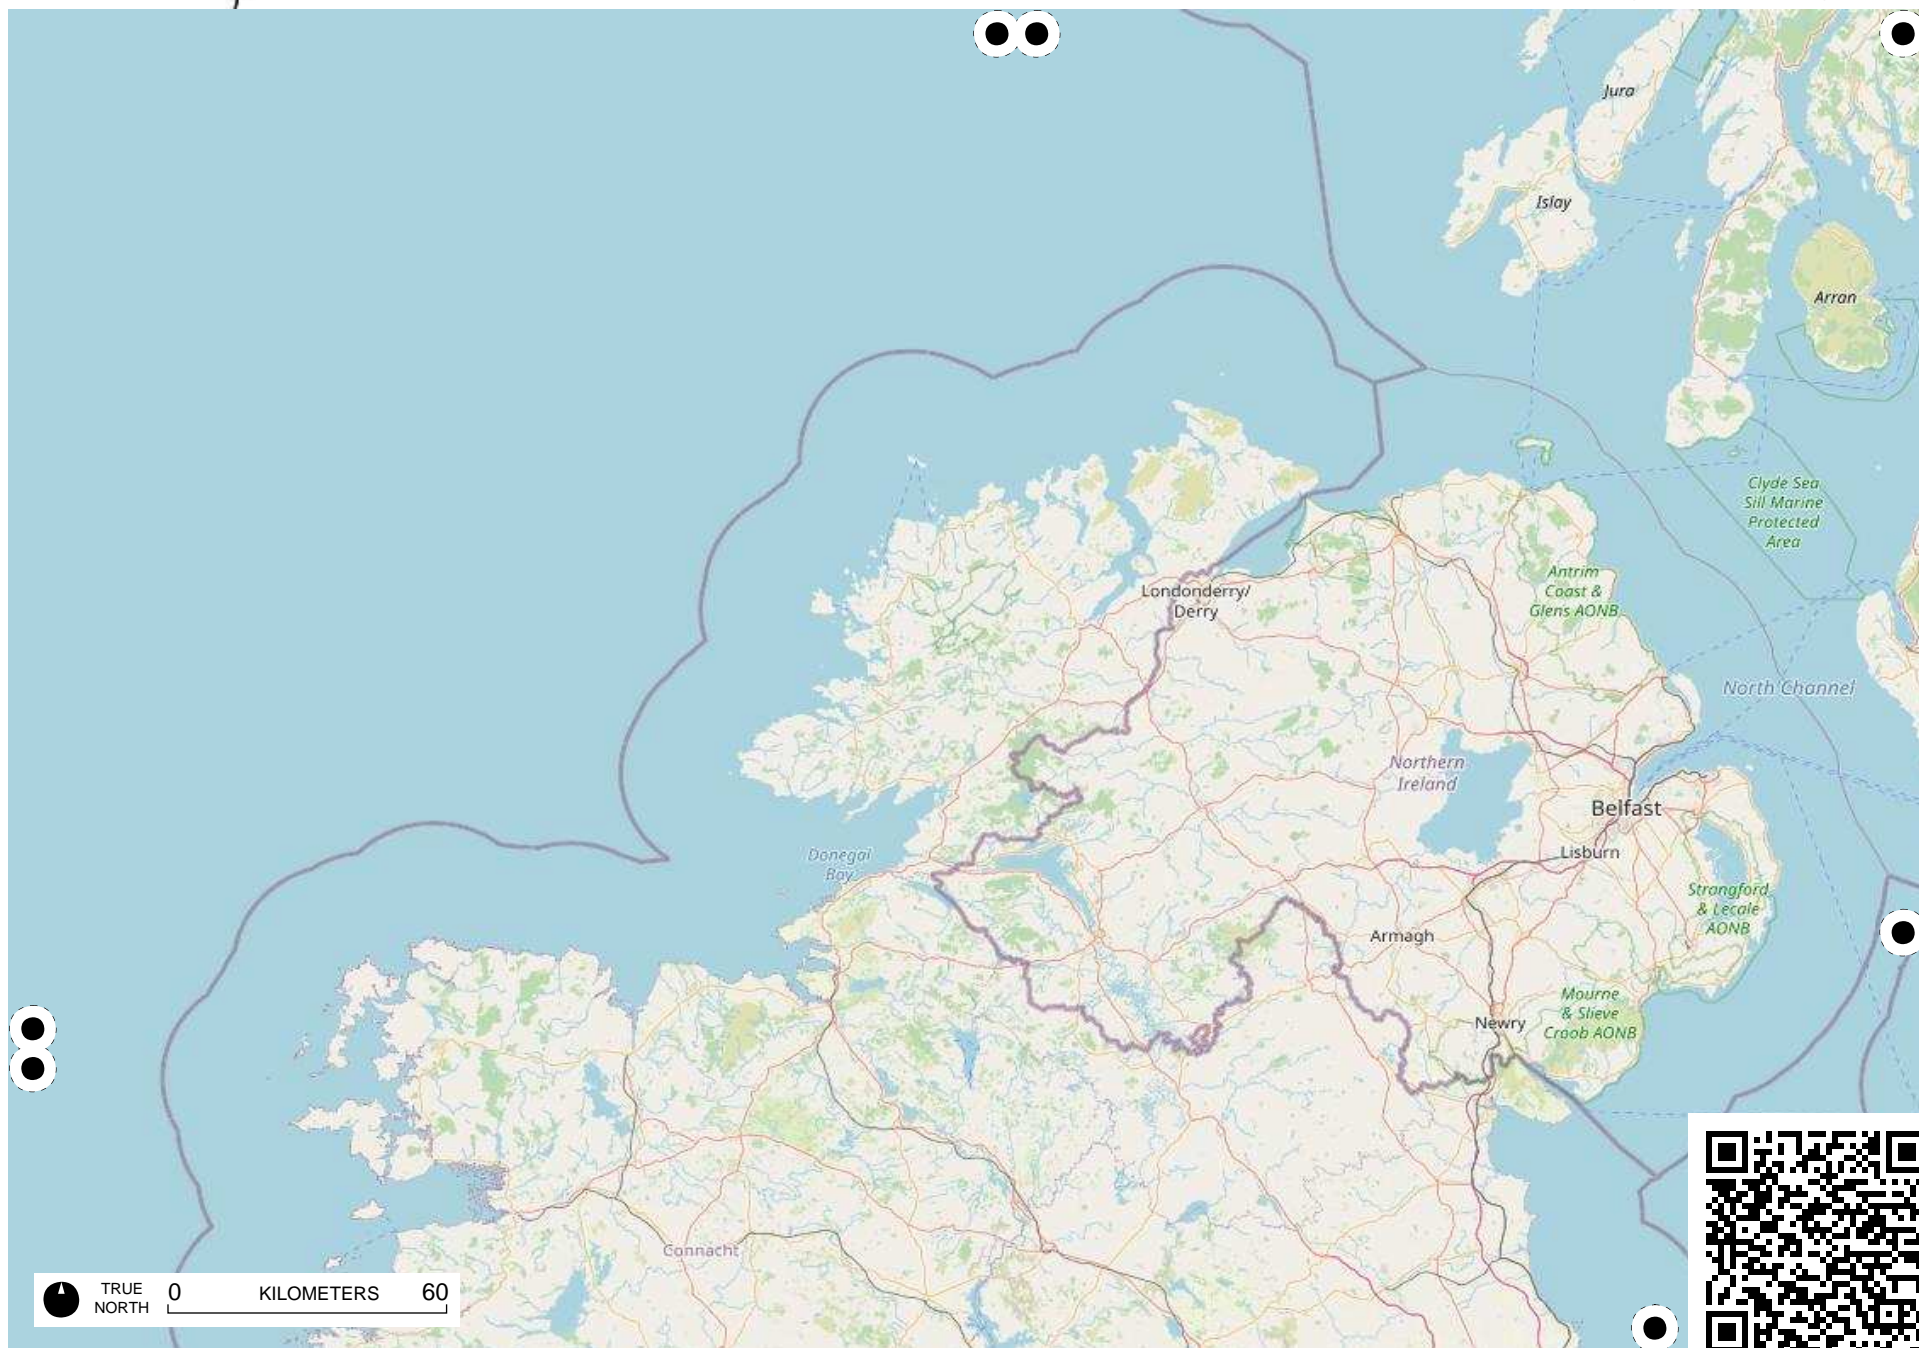 Jura
Islay
Arran
Clyde Sea
Sill Marine
Protected
Area
Antrim
Coast &
Glens AONB
Londonderry/
Derry
North Channel
Northern
Ireland
Belfast
Lisburn
Donegal
Bay
Strangford
& Lecale
AONB
Armagh
Mourne
& Slieve
Croob AONB
Newry
Connacht
TRUE
NORTH
0 KILOMETERS 60